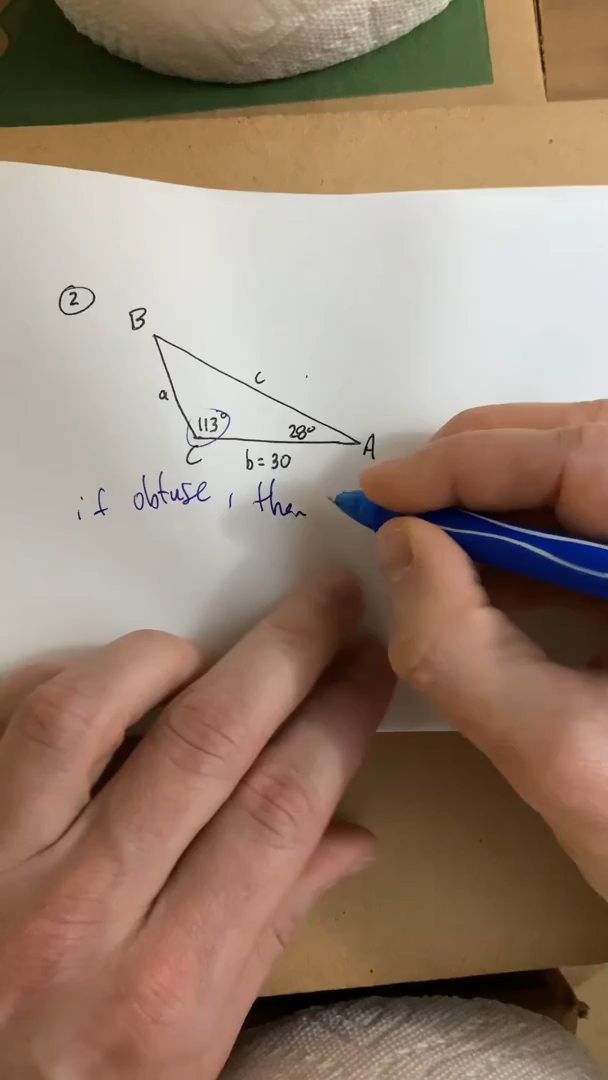 2
B
c
a
113°
28°
A
C
b = 30
if obtuse, then